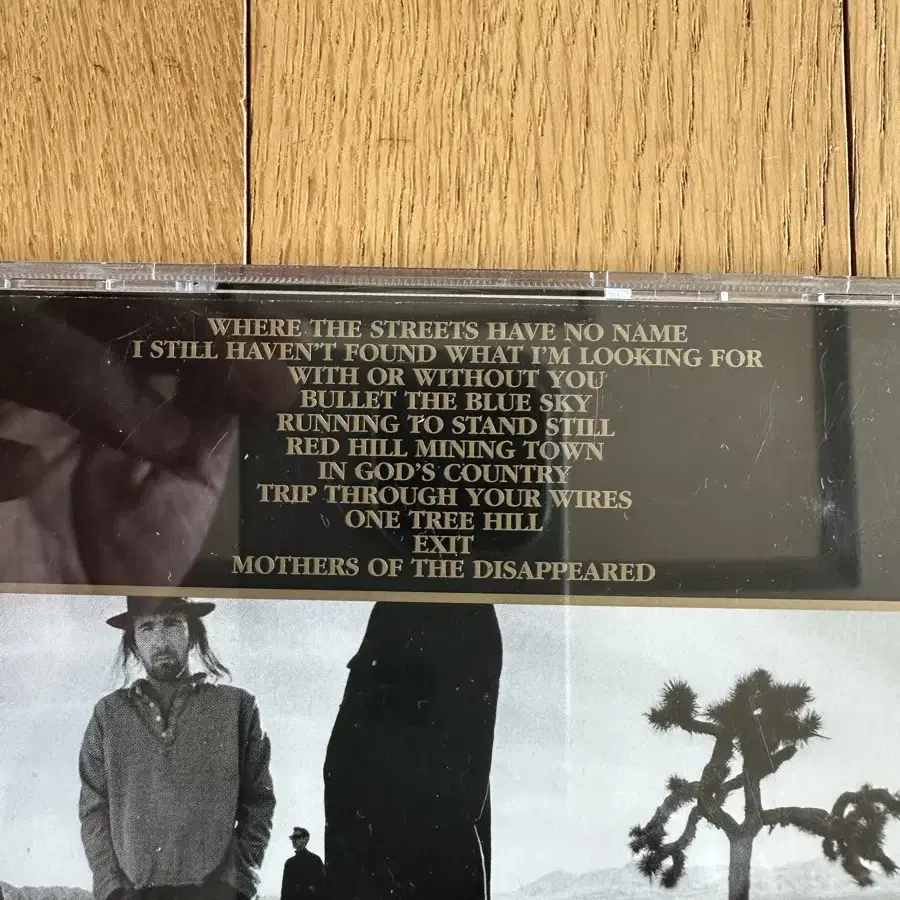 WHERE THE STREETS HAVE NO NAME
I STILL HAVEN'T FOUND WHAT I'M LOOKING FOR
WITH OR WITHOUT YOU
BULLET THE BLUE SKY
RUNNING TO STAND STILL
RED HILL MINING TOWN
IN GOD'S COUNTRY
TRIP THROUGH YOUR WIRES
ONE TREE HILL
EXIT
MOTHERS OF THE DISAPPEARED